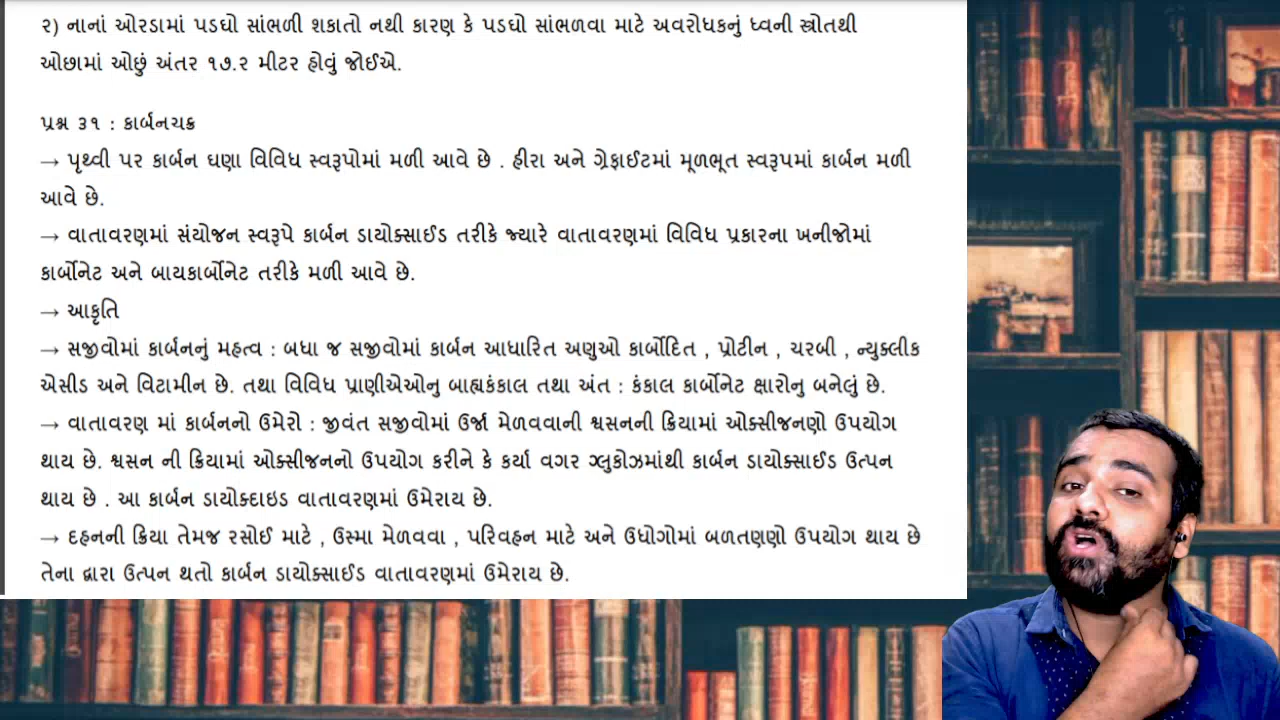 ૨) નાનાં ઓરડામાં પડઘો સાંભળી શકાતો નથી કારણ કે પડઘો સાંભળવા માટે અવરોધકનું ધ્વની સ્ત્રોતથી
ઓછામાં ઓછું અંતર ૧૭.૨ મીટર હોવું જોઈએ.
પ્રશ્ન ૩૧ : કાર્બનચક્ર
→ પૃથ્વી પર કાર્બન ઘણા વિવિધ સ્વરૂપોમાં મળી આવે છે . હીરા અને ગ્રેફાઈટમાં મૂળભૂત સ્વરૂપમાં કાર્બન મળી
આવે છે.
→ વાતાવરણમાં સંયોજન સ્વરૂપે કાર્બન ડાયોક્સાઈડ તરીકે જ્યારે વાતાવરણમાં વિવિધ પ્રકારના ખનીજોમાં
કાર્બોનેટ અને બાયકાર્બોનેટ તરીકે મળી આવે છે.
→ આકૃતિ
→ સજીવોમાં કાર્બનનું મહત્વ : બધા જ સજીવોમાં કાર્બન આધારિત અણુઓ કાર્બોદિત , પ્રોટીન , ચરબી , ન્યુક્લીક
એસીડ અને વિટામીન છે. તથા વિવિધ પ્રાણીએઓનુ બાહ્યકંકાલ તથા અંત : કંકાલ કાર્બોનેટ ક્ષારોનુ બનેલું છે.
→ વાતાવરણ માં કાર્બનનો ઉમેરો : જીવંત સજીવોમાં ઉર્જા મેળવવાની શ્વસનની ક્રિયામાં ઓક્સીજનણો ઉપયોગ
થાય છે. શ્વસન ની ક્રિયામાં ઓક્સીજનનો ઉપયોગ કરીને કે કર્યા વગર ગ્લુકોઝમાંથી કાર્બન ડાયોક્સાઈડ ઉત્પન
થાય છે . આ કાર્બન ડાયોક્દાઇડ વાતાવરણમાં ઉમેરાય છે.
→ દહનની ક્રિયા તેમજ રસોઈ માટે , ઉસ્મા મેળવવા , પરિવહન માટે અને ઉધોગોમાં બળતણણો ઉપયોગ થાય છે
તેના દ્વારા ઉત્પન થતો કાર્બન ડાયોક્સાઈડ વાતાવરણમાં ઉમેરાય છે.